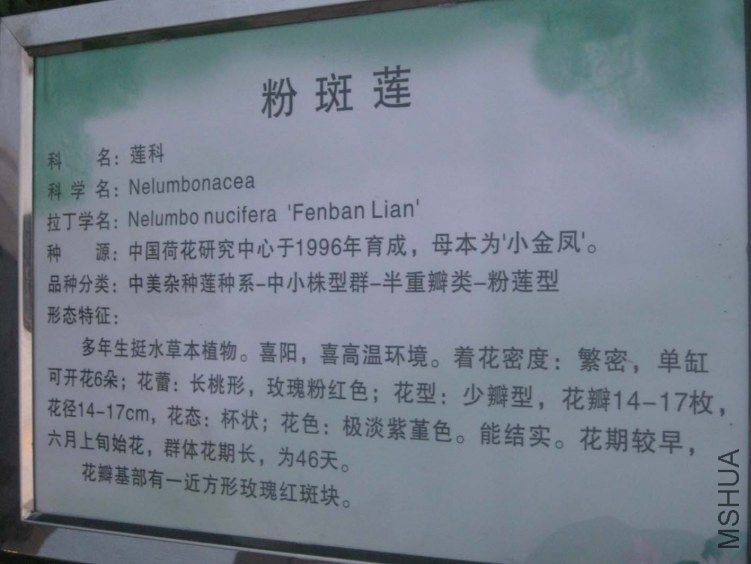 粉斑莲
科 名：莲科
科 学 名：Nelumbonacea
拉丁学名：Nelumbo nucifera 'Fenban Lian'
种 源：中国荷花研究中心于1996年育成，母本为'小金凤'。
品种分类：中美杂种莲种系-中小株型群-半重瓣类-粉莲型
形态特征：
多年生挺水草本植物。喜阳，喜高温环境。着花密度：繁密，单缸
可开花6朵；花蕾：长桃形，玫瑰粉红色；花型：少瓣型，花瓣14-17枚，
花径14-17cm，花态：杯状；花色：极淡紫堇色。能结实。花期较早，
六月上旬始花，群体花期长，为46天。
花瓣基部有一近方形玫瑰红斑块。
MSHUA